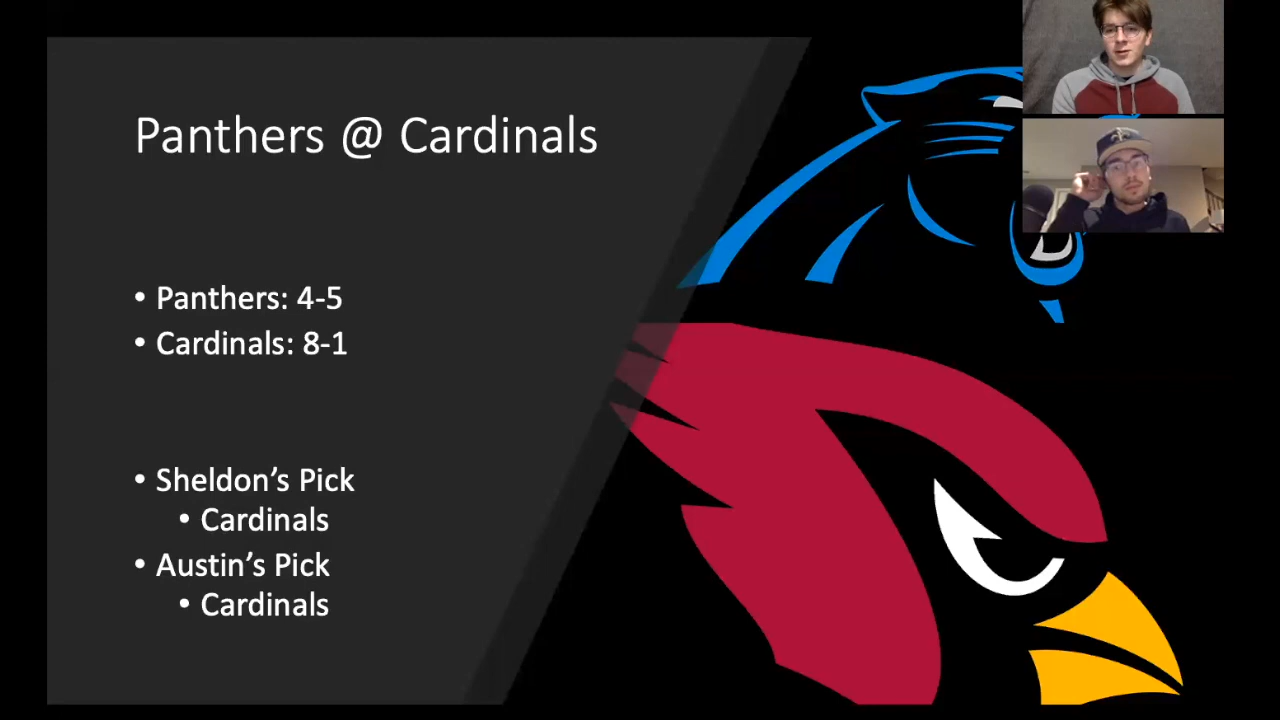 Panthers @ Cardinals
• Panthers: 4-5
• Cardinals: 8-1
• Sheldon’s Pick
• Cardinals
• Austin’s Pick
• Cardinals